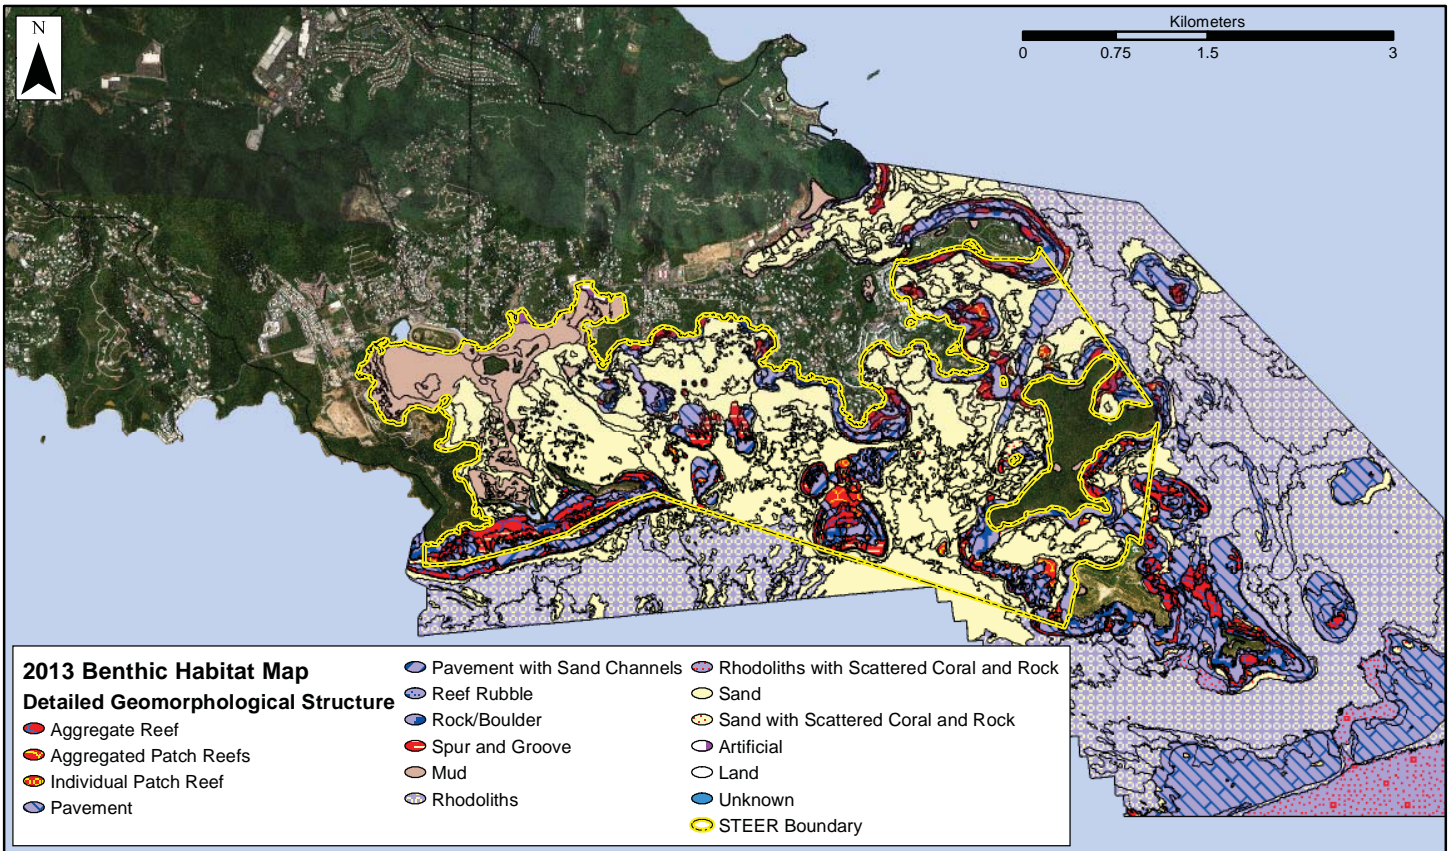 N
Kilometers
0 0.75 1.5 3
2013 Benthic Habitat Map
Detailed Geomorphological Structure
Aggregate Reef
Aggregated Patch Reefs
Individual Patch Reef
Pavement
Pavement with Sand Channels
Reef Rubble
Rock/Boulder
Spur and Groove
Mud
Rhodoliths
Rhodoliths with Scattered Coral and Rock
Sand
Sand with Scattered Coral and Rock
Artificial
Land
Unknown
STEER Boundary